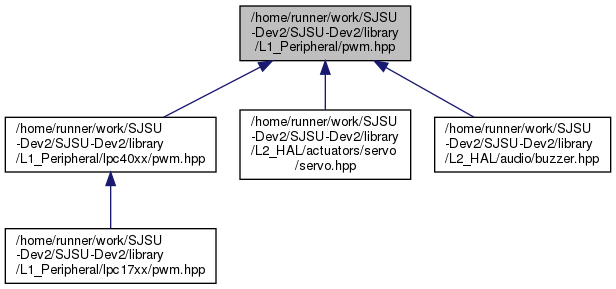 /home/runner/work/SJSU
-Dev2/SJSU-Dev2/library
/L1_Peripheral/pwm.hpp
/home/runner/work/SJSU
-Dev2/SJSU-Dev2/library
/L1_Peripheral/lpc40xx/pwm.hpp
/home/runner/work/SJSU
-Dev2/SJSU-Dev2/library
/L2_HAL/actuators/servo
/servo.hpp
/home/runner/work/SJSU
-Dev2/SJSU-Dev2/library
/L2_HAL/audio/buzzer.hpp
/home/runner/work/SJSU
-Dev2/SJSU-Dev2/library
/L1_Peripheral/lpc17xx/pwm.hpp